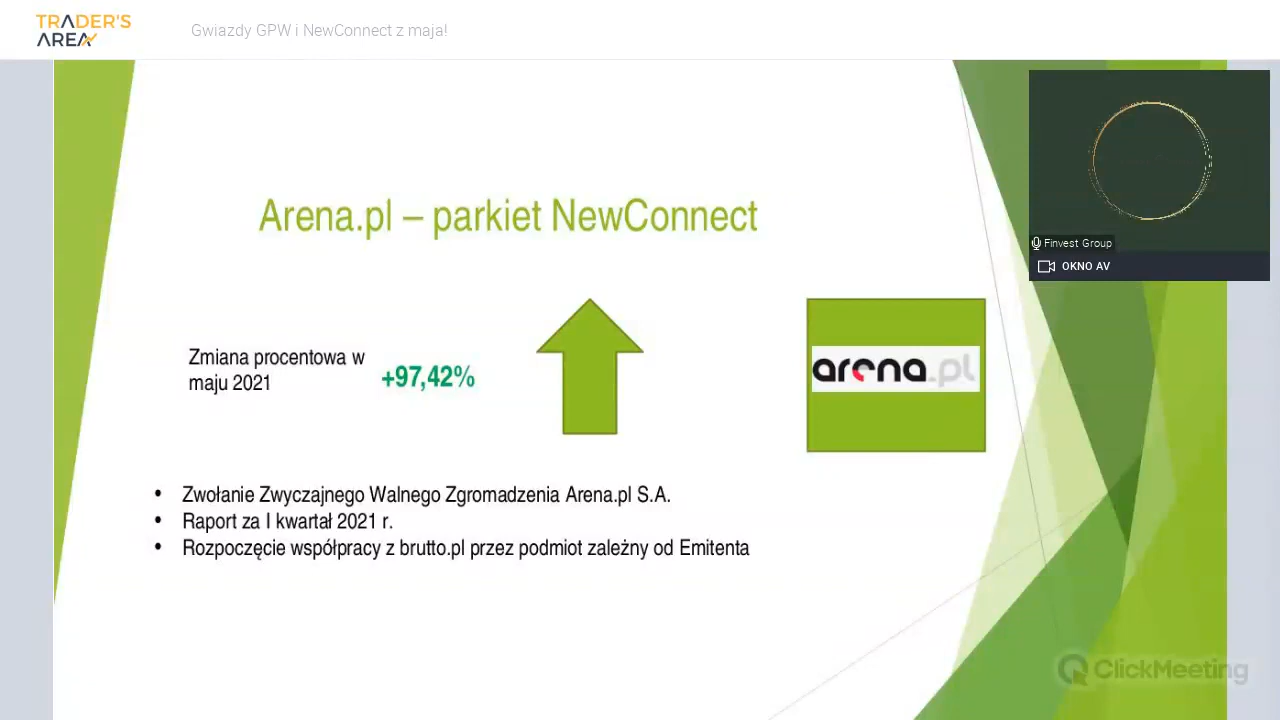 TRADER'S
AREA
Gwiazdy GPW i NewConnect z maja!
Finvest Group
OKNO AV
Arena.pl – parkiet NewConnect
Zmiana procentowa w
maju 2021
+97,42%
arena.pl
• Zwołanie Zwyczajnego Walnego Zgromadzenia Arena.pl S.A.
• Raport za I kwartał 2021 r.
• Rozpoczęcie współpracy z brutto.pl przez podmiot zależny od Emitenta
ClickMeeting